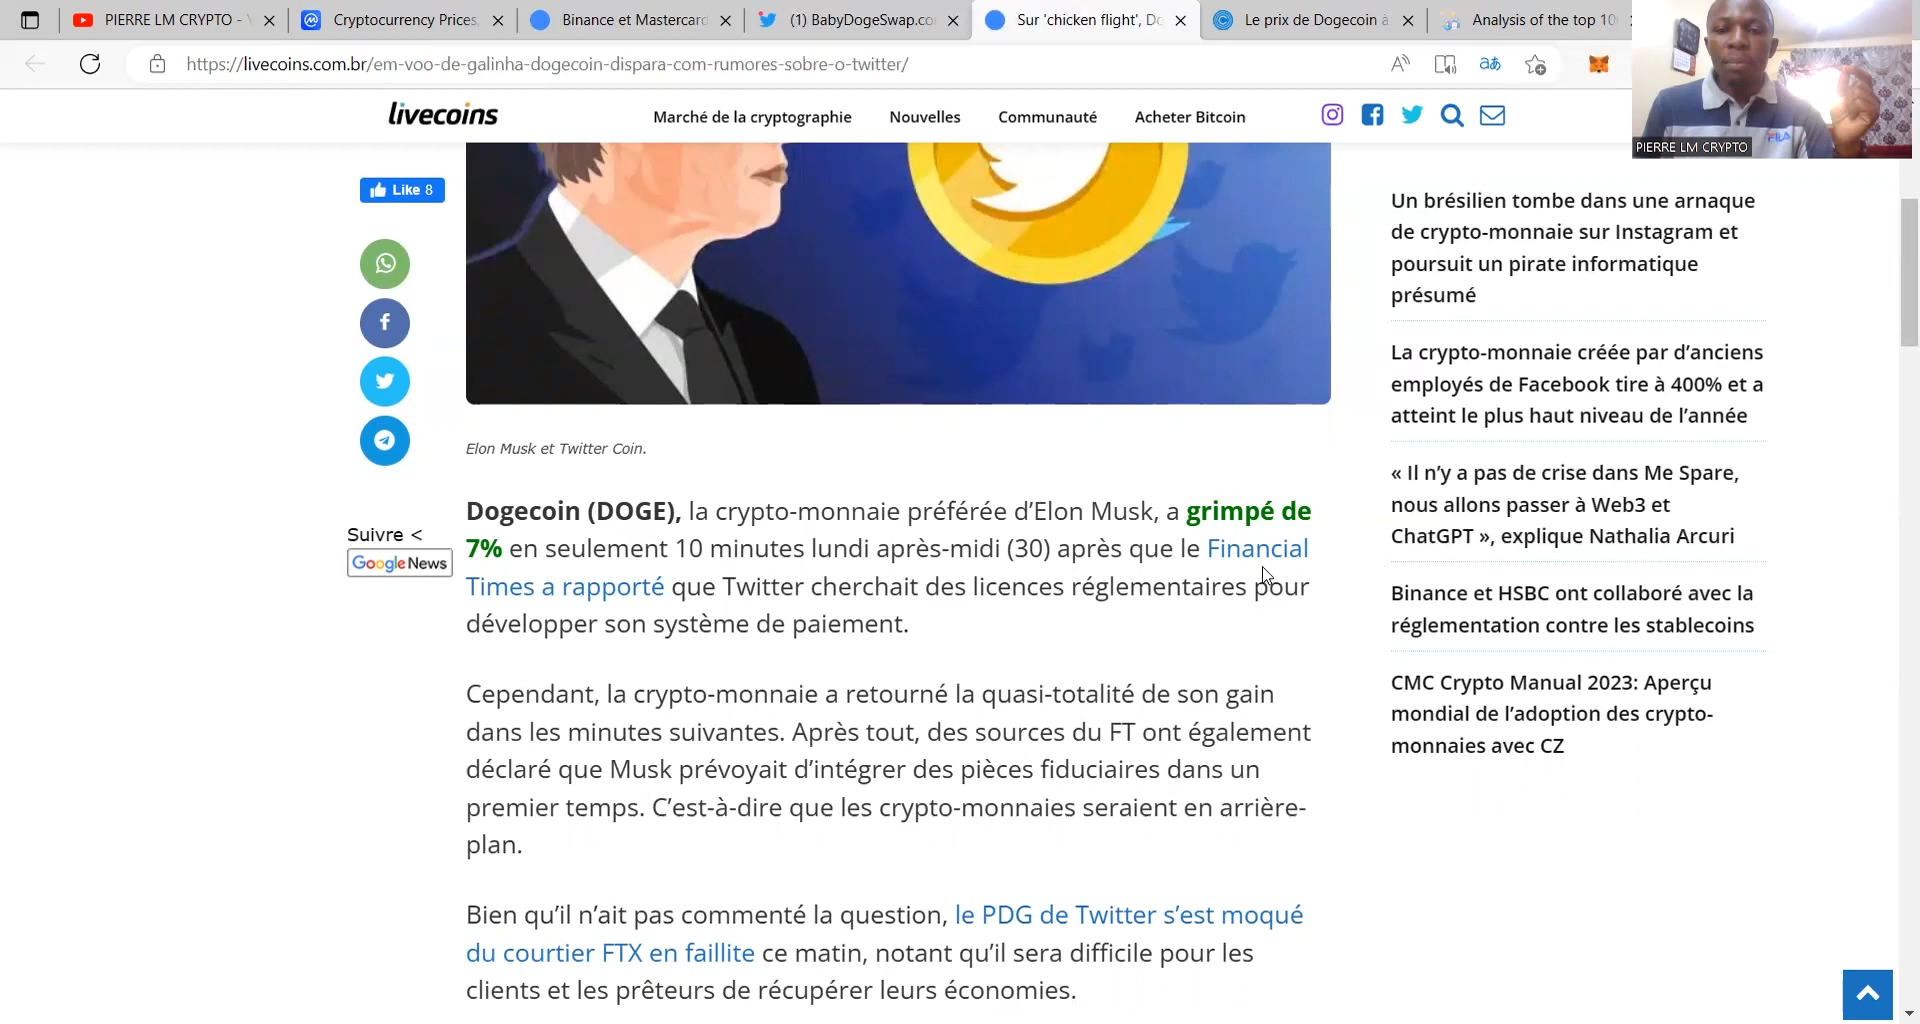 PIERRE LM CRYPTO -
Cryptocurrency Prices,
Binance et Mastercard
(1) BabyDogeSwap.co
Sur 'chicken flight', Do
Le prix de Dogecoin à
Analysis of the top 10
https://livecoins.com.br/em-voo-de-galinha-dogecoin-dispara-com-rumores-sobre-o-twitter/
PIERRE LM CRYPTO
FILA
livecoins
Marché de la cryptographie
Nouvelles
Communauté
Acheter Bitcoin
Like 8
Elon Musk et Twitter Coin.
Suivre <
Google News
Dogecoin (DOGE), la crypto-monnaie préférée d’Elon Musk, a grimpé de
7% en seulement 10 minutes lundi après-midi (30) après que le Financial
Times a rapporté que Twitter cherchait des licences réglementaires pour
développer son système de paiement.
Cependant, la crypto-monnaie a retourné la quasi-totalité de son gain
dans les minutes suivantes. Après tout, des sources du FT ont également
déclaré que Musk prévoyait d’intégrer des pièces fiduciaires dans un
premier temps. C’est-à-dire que les crypto-monnaies seraient en arrière-
plan.
Bien qu’il n’ait pas commenté la question, le PDG de Twitter s’est moqué
du courtier FTX en faillite ce matin, notant qu’il sera difficile pour les
clients et les prêteurs de récupérer leurs économies.
Un brésilien tombe dans une arnaque
de crypto-monnaie sur Instagram et
poursuit un pirate informatique
présumé
La crypto-monnaie créée par d’anciens
employés de Facebook tire à 400% et a
atteint le plus haut niveau de l’année
« Il n’y a pas de crise dans Me Spare,
nous allons passer à Web3 et
ChatGPT », explique Nathalia Arcuri
Binance et HSBC ont collaboré avec la
réglementation contre les stablecoins
CMC Crypto Manual 2023: Aperçu
mondial de l’adoption des crypto-
monnaies avec CZ